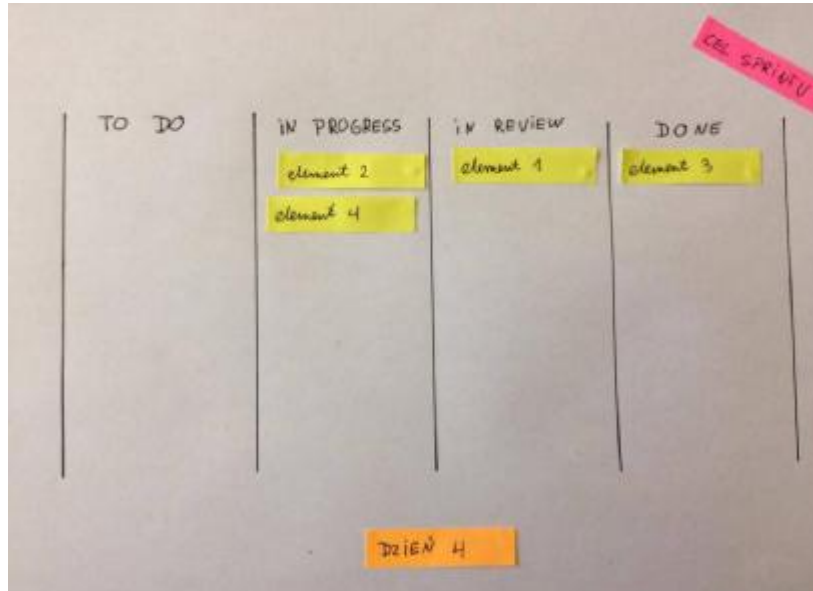 CEL SPRINTU
TO DO
IN PROGRESS
IN REVIEW
DONE
element 2
element 1
element 3
element 4
DZIEŃ 4